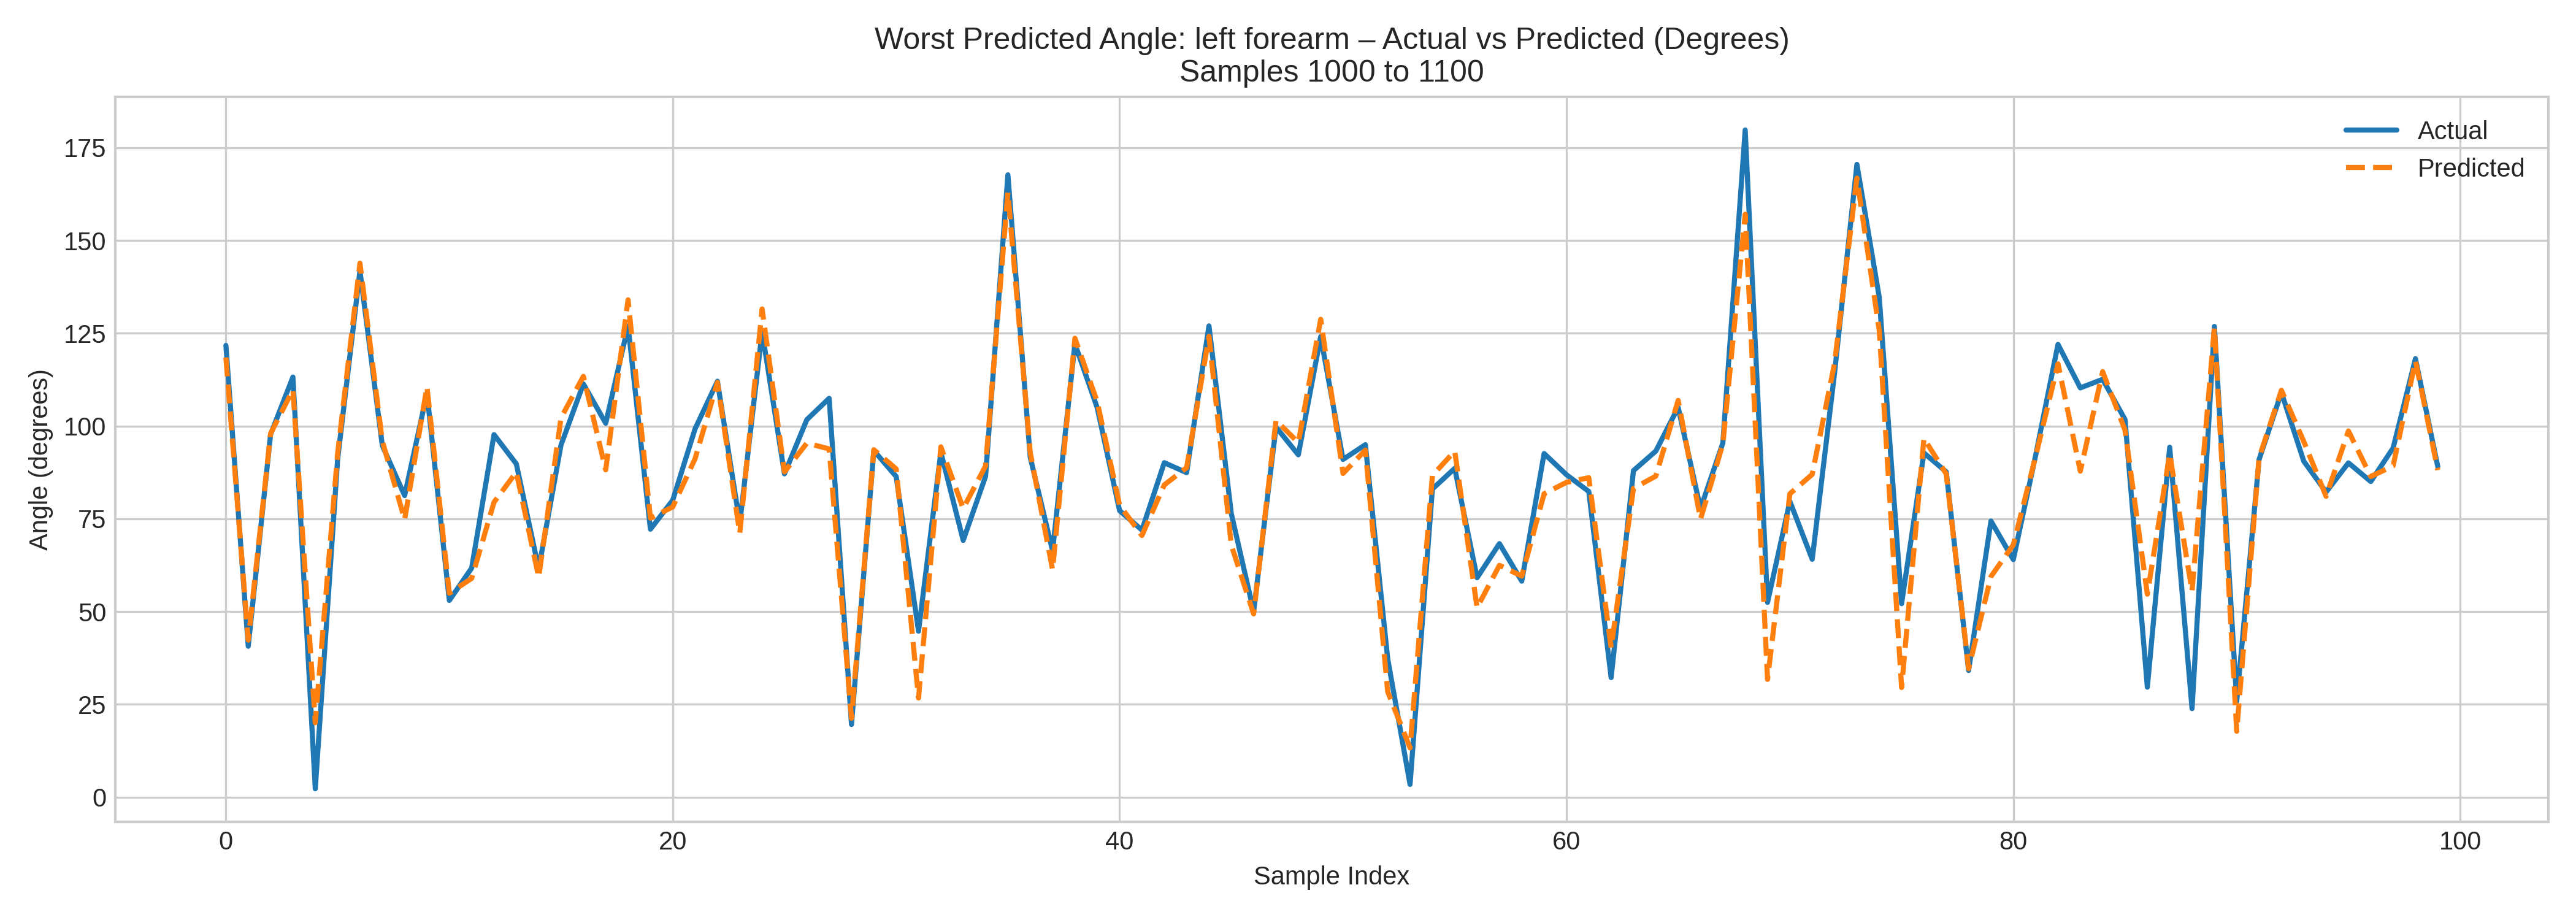 Worst Predicted Angle: left forearm – Actual vs Predicted (Degrees)
Samples 1000 to 1100
Actual
Predicted
175
150
125
100
75
50
25
0
Angle (degrees)
0 20 40 60 80 100
Sample Index